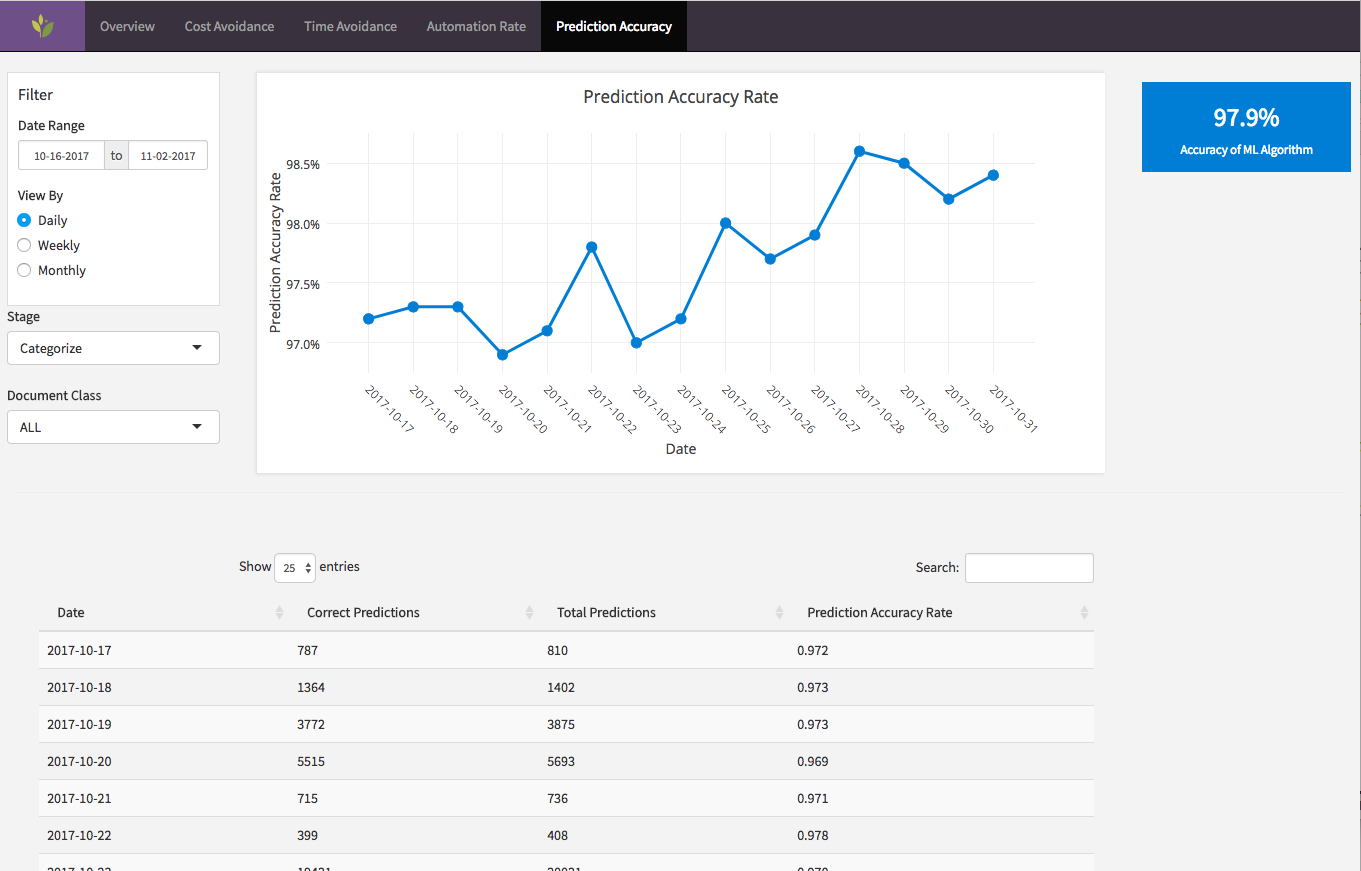 Overview Cost Avoidance Time Avoidance Automation Rate Prediction Accuracy
Filter
Date Range
10-16-2017 to 11-02-2017
View By
Daily
Weekly
Monthly
Stage
Categorize
Document Class
ALL
Prediction Accuracy Rate
Prediction Accuracy Rate
98.5%
98.0%
97.5%
97.0%
2017-10-17 2017-10-18 2017-10-19 2017-10-20 2017-10-21 2017-10-22 2017-10-23 2017-10-24 2017-10-25 2017-10-26 2017-10-27 2017-10-28 2017-10-29 2017-10-30 2017-10-31
Date
97.9%
Accuracy of ML Algorithm
Show 25 entries
Search:
Date Correct Predictions Total Predictions Prediction Accuracy Rate
2017-10-17 787 810 0.972
2017-10-18 1364 1402 0.973
2017-10-19 3772 3875 0.973
2017-10-20 5515 5693 0.969
2017-10-21 715 736 0.971
2017-10-22 399 408 0.978